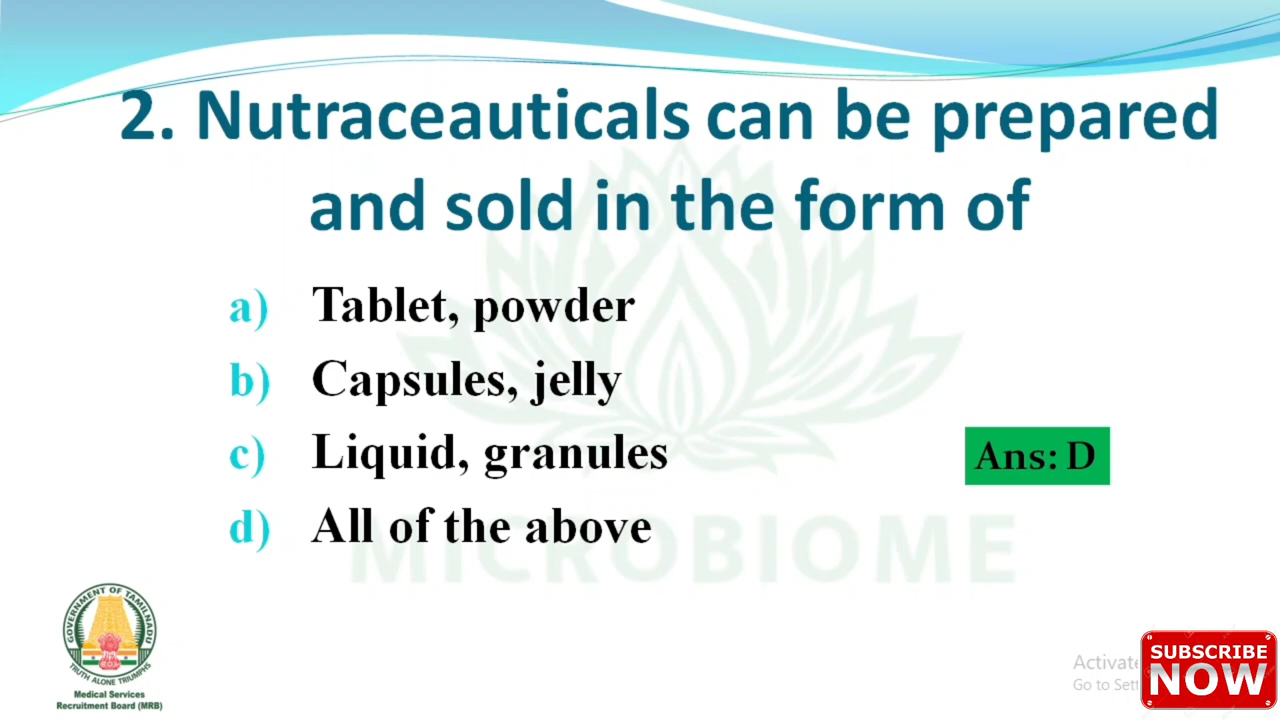 2. Nutraceauticals can be prepared
and sold in the form of
a) Tablet, powder
b) Capsules, jelly
c) Liquid, granules
Ans: D
d) All of the above
MICROBIOME
GOVERNMENT OF TAMILNADU
TRUTH ALONE TRIUMPHS
Medical Services
Recruitment Board (MRB)
Activate
Go to Sett
SUBSCRIBE
NOW